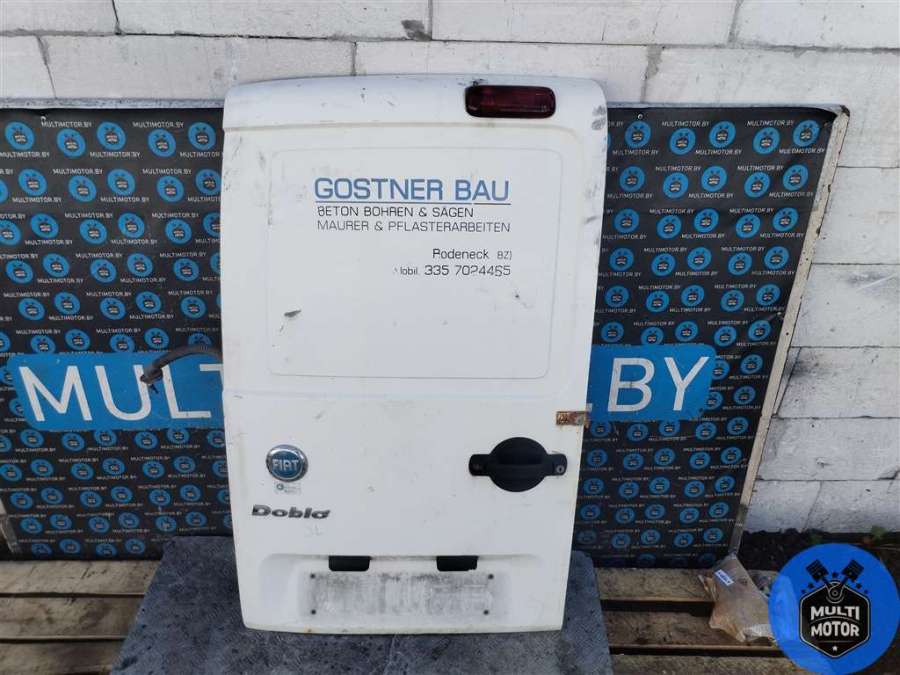 GOSTNER BAU
BETON BOHREN & SÄGEN
MAURER & PFLASTERARBEITEN
Rodeneck BZ)
Mobil. 335 7024465
MULT .BY
FIAT
Doblo
MULTIMOTOR.BY
MULTI
MOTOR